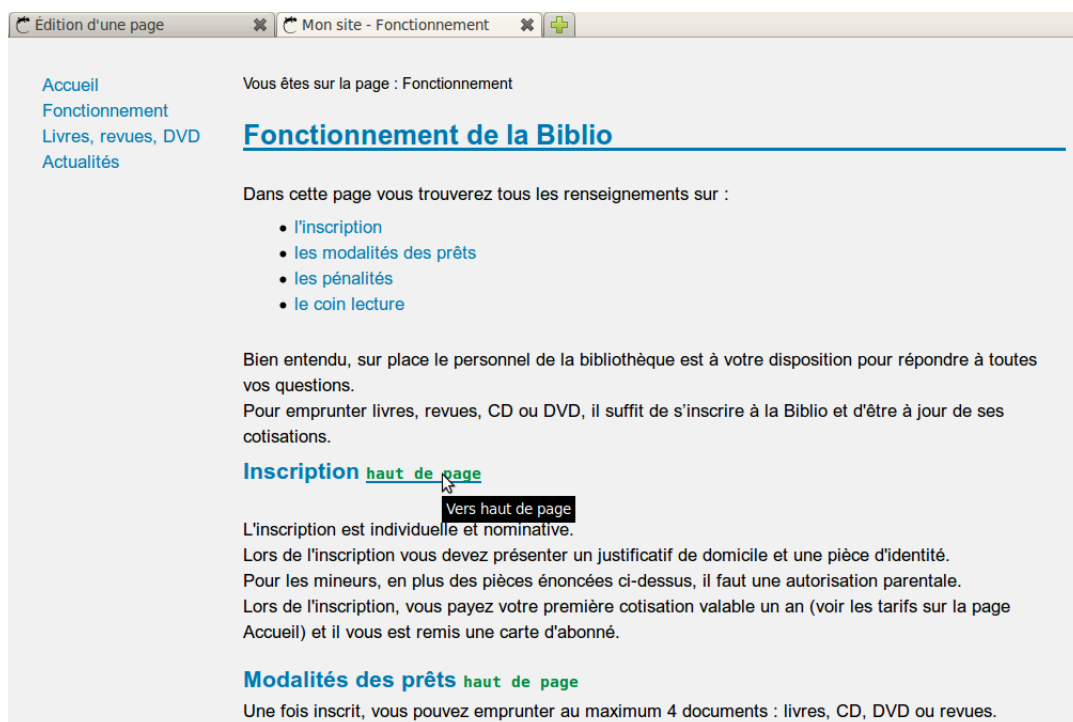 Édition d'une page
Mon site - Fonctionnement
Accueil
Fonctionnement
Livres, revues, DVD
Actualités
Vous êtes sur la page : Fonctionnement
Fonctionnement de la Biblio
Dans cette page vous trouverez tous les renseignements sur :
• l'inscription
• les modalités des prêts
• les pénalités
• le coin lecture
Bien entendu, sur place le personnel de la bibliothèque est à votre disposition pour répondre à toutes
vos questions.
Pour emprunter livres, revues, CD ou DVD, il suffit de s’inscrire à la Biblio et d'être à jour de ses
cotisations.
Inscription haut de page
Vers haut de page
L'inscription est individuelle et nominative.
Lors de l'inscription vous devez présenter un justificatif de domicile et une pièce d'identité.
Pour les mineurs, en plus des pièces énoncées ci-dessus, il faut une autorisation parentale.
Lors de l'inscription, vous payez votre première cotisation valable un an (voir les tarifs sur la page
Accueil) et il vous est remis une carte d'abonné.
Modalités des prêts haut de page
Une fois inscrit, vous pouvez emprunter au maximum 4 documents : livres, CD, DVD ou revues.